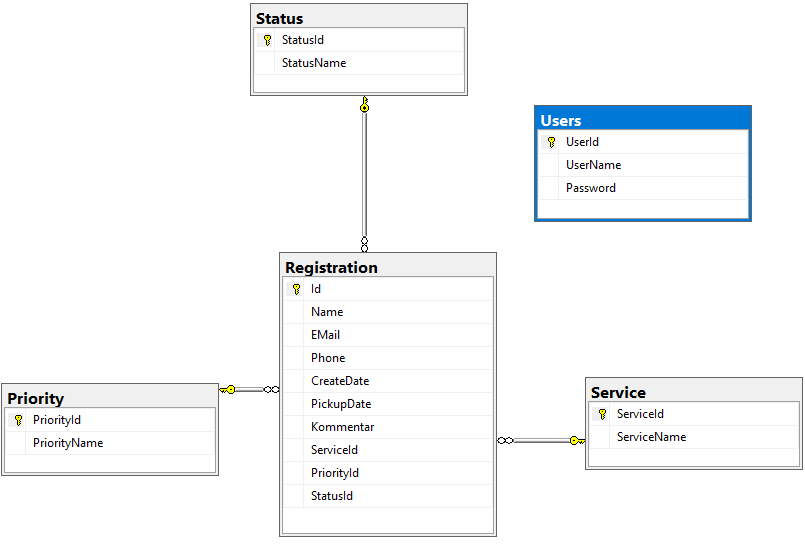 Status
StatusId
StatusName
Users
UserId
UserName
Password
Registration
Id
Name
EMail
Phone
CreateDate
PickupDate
Kommentar
ServiceId
PriorityId
StatusId
Priority
PriorityId
PriorityName
Service
ServiceId
ServiceName